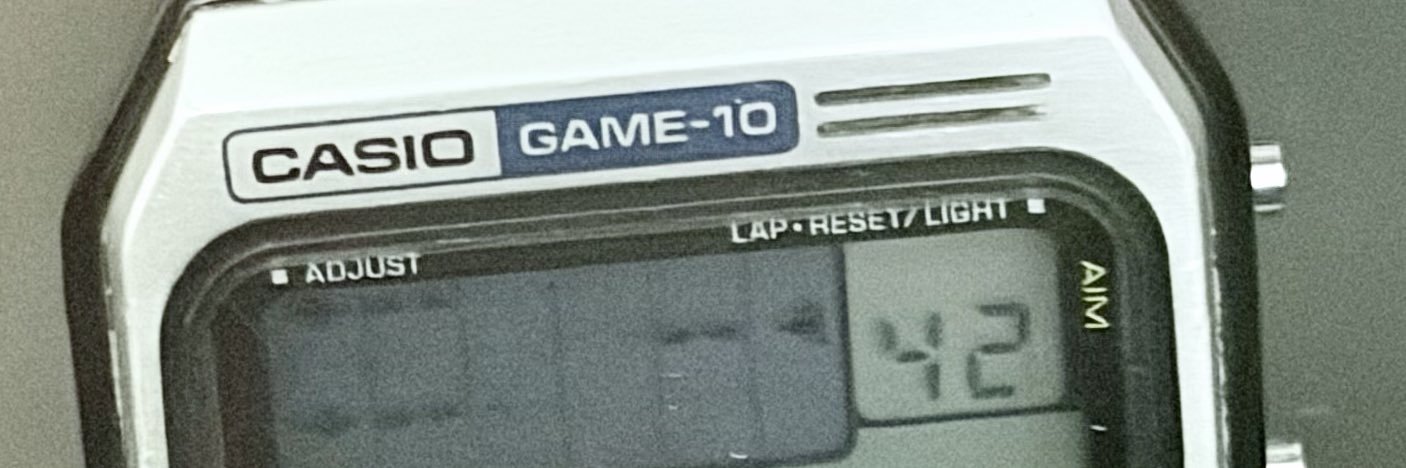 CASIO GAME-10
LAP•RESET/LIGHT
ADJUST
AIM
42